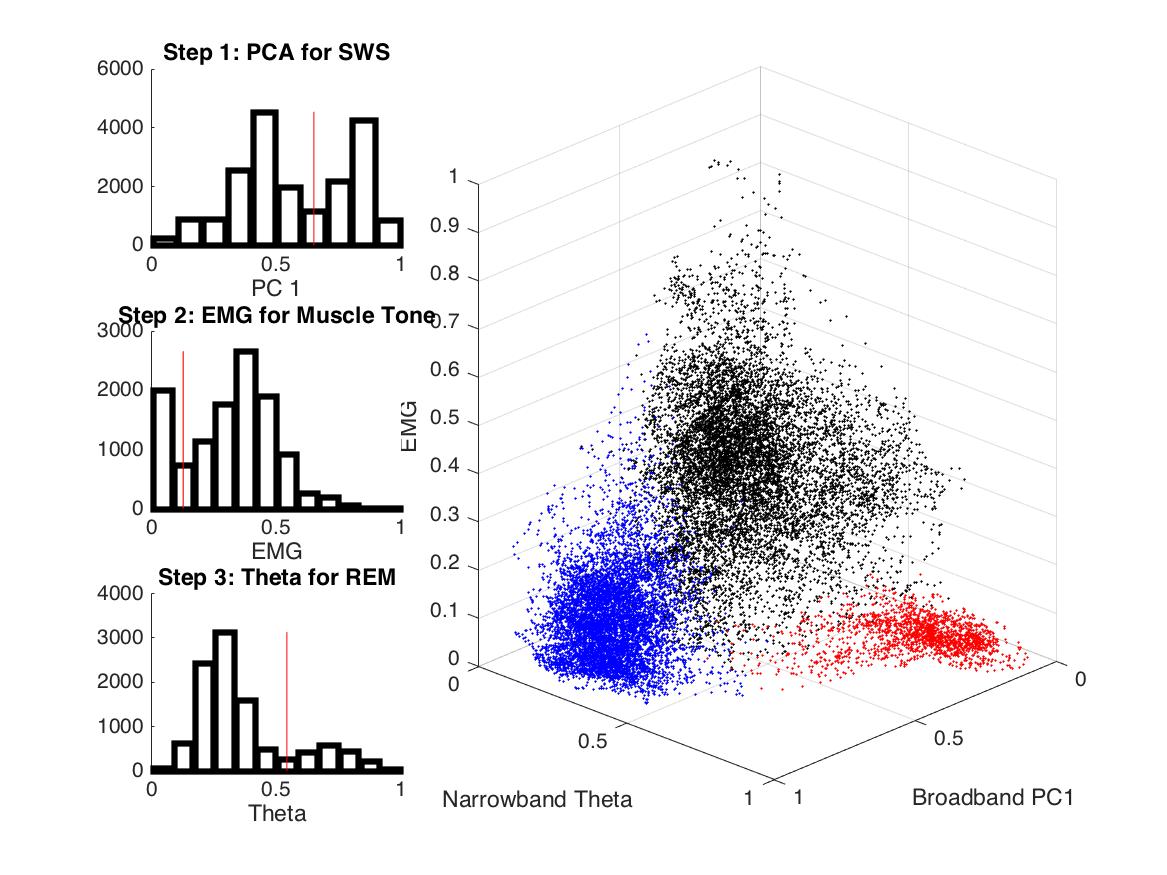 Step 1: PCA for SWS
6000
4000
2000
0
0 0.5 1
PC 1
Step 2: EMG for Muscle Tone
3000
2000
1000
0
0 0.5 1
EMG
Step 3: Theta for REM
4000
3000
2000
1000
0
0 0.5 1
Theta
1
0.9
0.8
0.7
0.6
0.5
0.4
0.3
0.2
0.1
0
EMG
0
0.5
1
Narrowband Theta
0
0.5
1
Broadband PC1